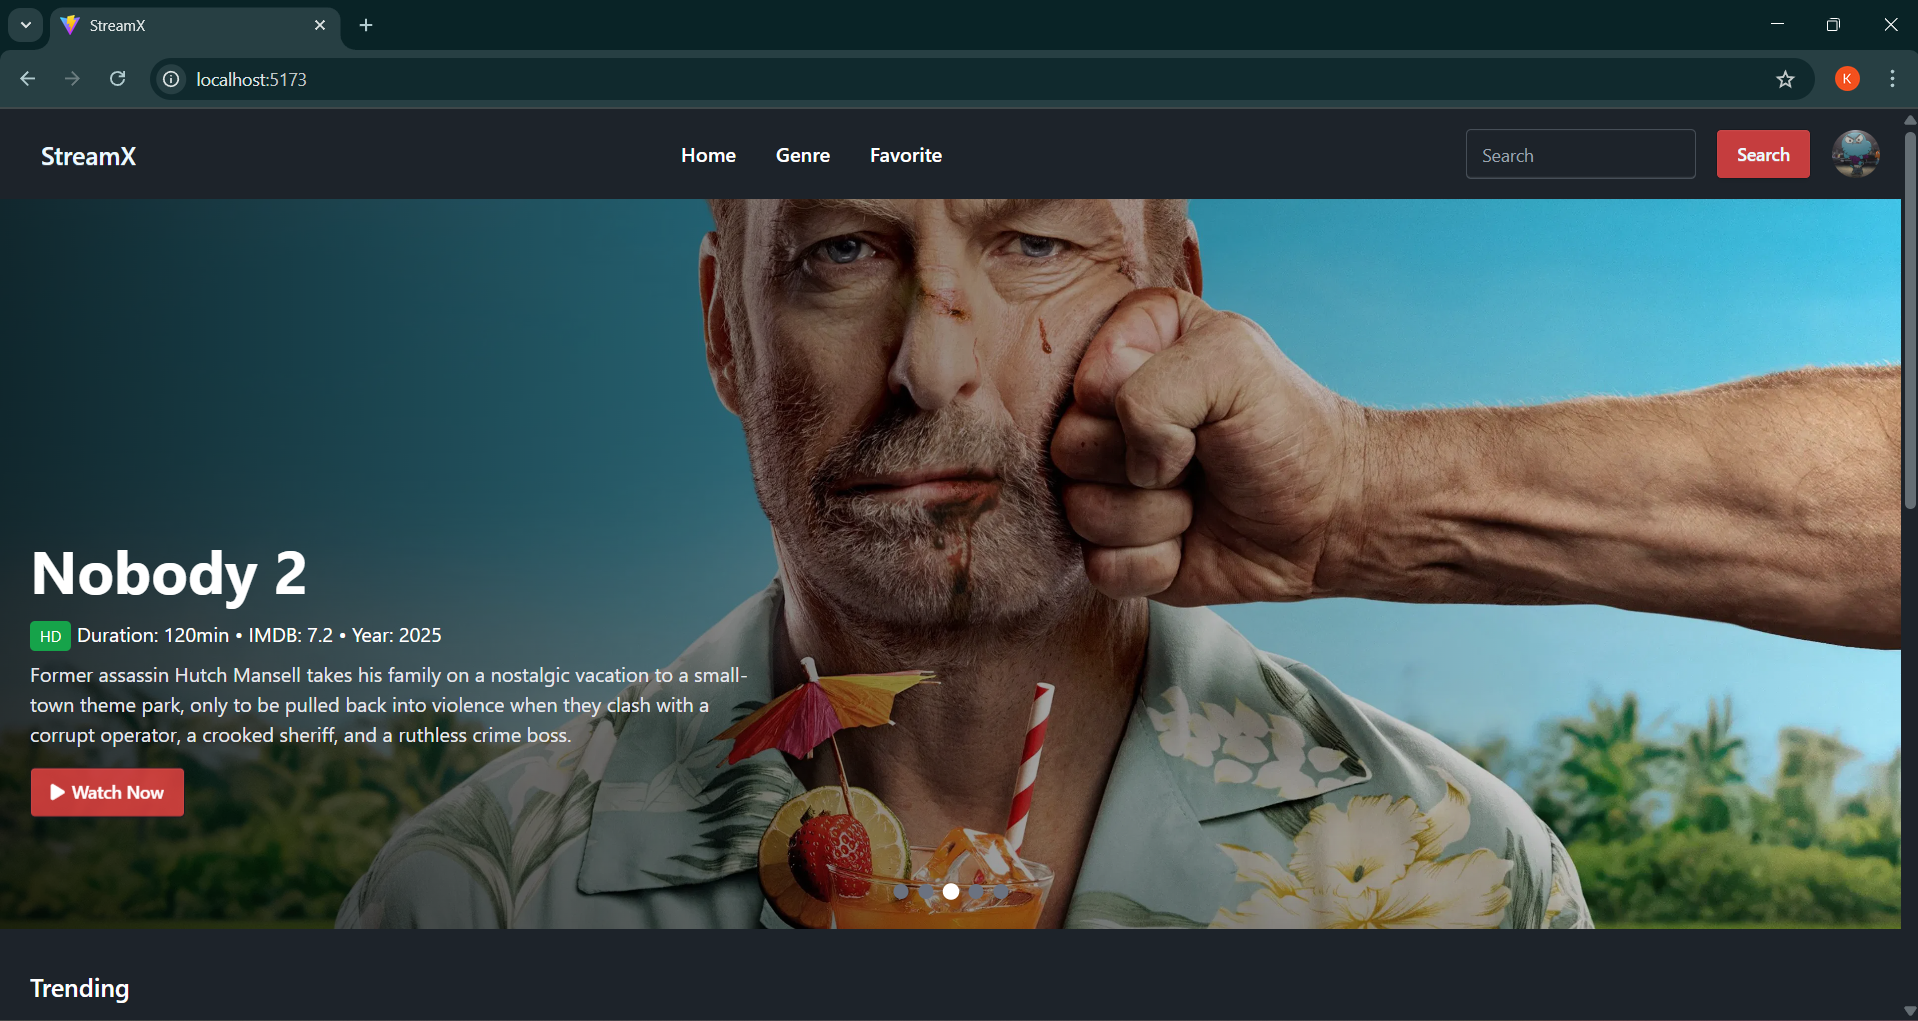 StreamX
localhost:5173
K
StreamX
Home
Genre
Favorite
Search
Search
Nobody 2
HD Duration: 120min • IMDB: 7.2 • Year: 2025
Former assassin Hutch Mansell takes his family on a nostalgic vacation to a small-
town theme park, only to be pulled back into violence when they clash with a
corrupt operator, a crooked sheriff, and a ruthless crime boss.
Watch Now
Trending